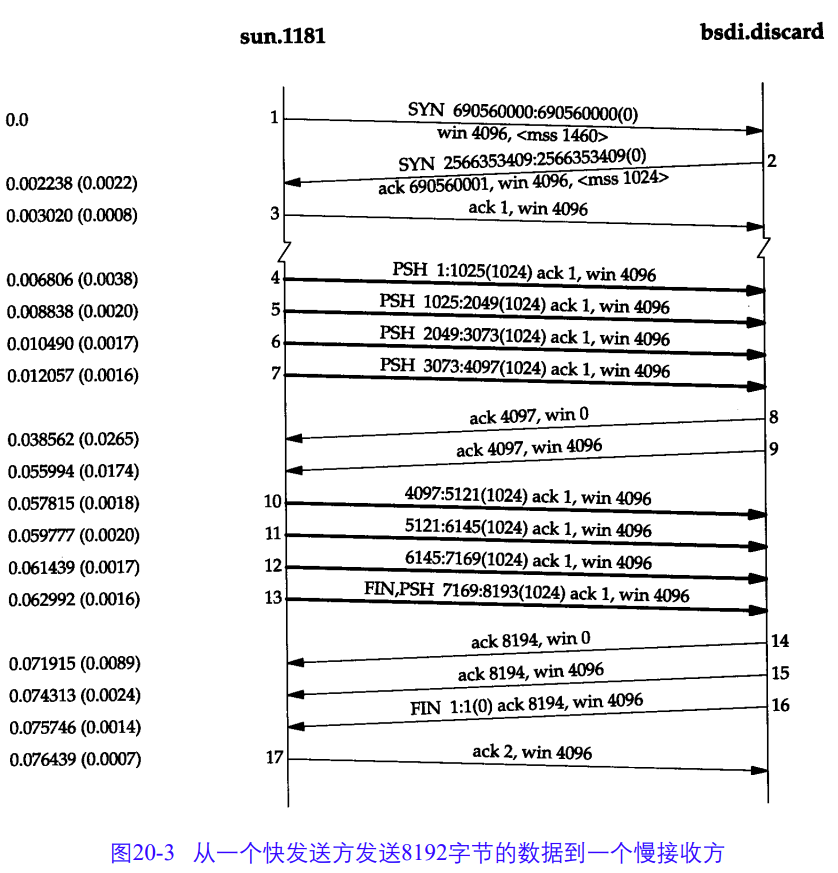 sun.1181
bsdi.discard
0.0
1
SYN 690560000:690560000(0)
win 4096, <mss 1460>
SYN 2566353409:2566353409(0)
2
0.002238 (0.0022)
ack 690560001, win 4096, <mss 1024>
0.003020 (0.0008)
3
ack 1, win 4096
0.006806 (0.0038)
4
PSH 1:1025(1024) ack 1, win 4096
0.008838 (0.0020)
5
PSH 1025:2049(1024) ack 1, win 4096
0.010490 (0.0017)
6
PSH 2049:3073(1024) ack 1, win 4096
0.012057 (0.0016)
7
PSH 3073:4097(1024) ack 1, win 4096
ack 4097, win 0
8
0.038562 (0.0265)
ack 4097, win 4096
9
0.055994 (0.0174)
0.057815 (0.0018)
10
4097:5121(1024) ack 1, win 4096
0.059777 (0.0020)
11
5121:6145(1024) ack 1, win 4096
0.061439 (0.0017)
12
6145:7169(1024) ack 1, win 4096
0.062992 (0.0016)
13
FIN,PSH 7169:8193(1024) ack 1, win 4096
ack 8194, win 0
14
0.071915 (0.0089)
ack 8194, win 4096
15
0.074313 (0.0024)
FIN 1:1(0) ack 8194, win 4096
16
0.075746 (0.0014)
0.076439 (0.0007)
17
ack 2, win 4096
图20-3 从一个快发送方发送8192字节的数据到一个慢接收方